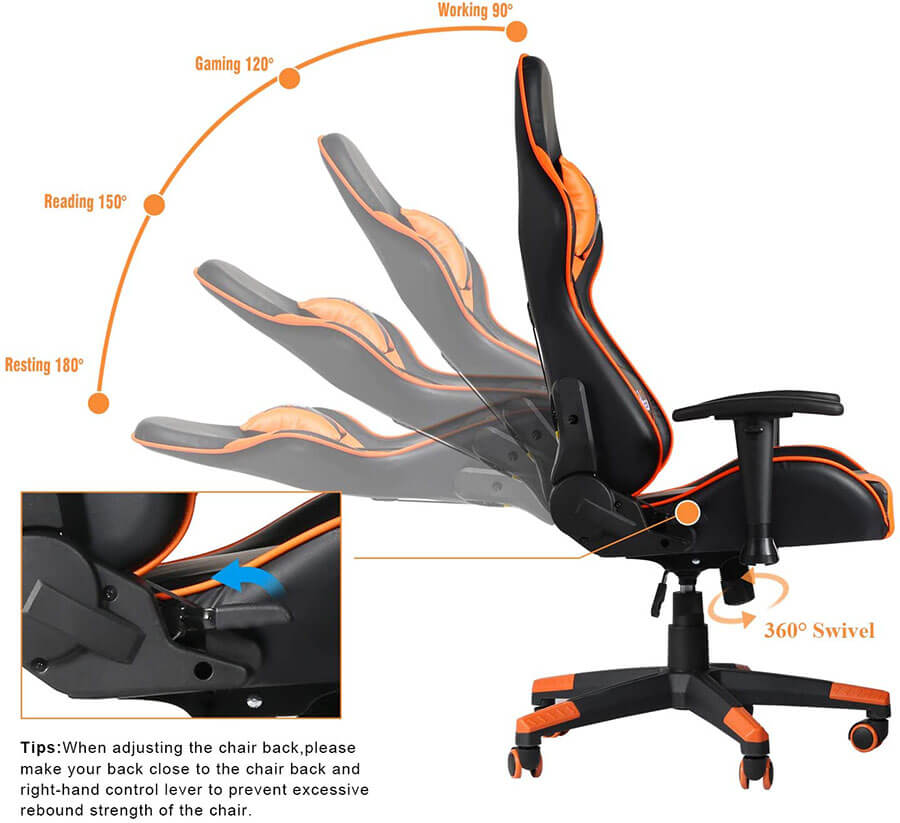 Working 90°
Gaming 120°
Reading 150°
Resting 180°
360° Swivel
Tips:When adjusting the chair back,please
make your back close to the chair back and
right-hand control lever to prevent excessive
rebound strength of the chair.